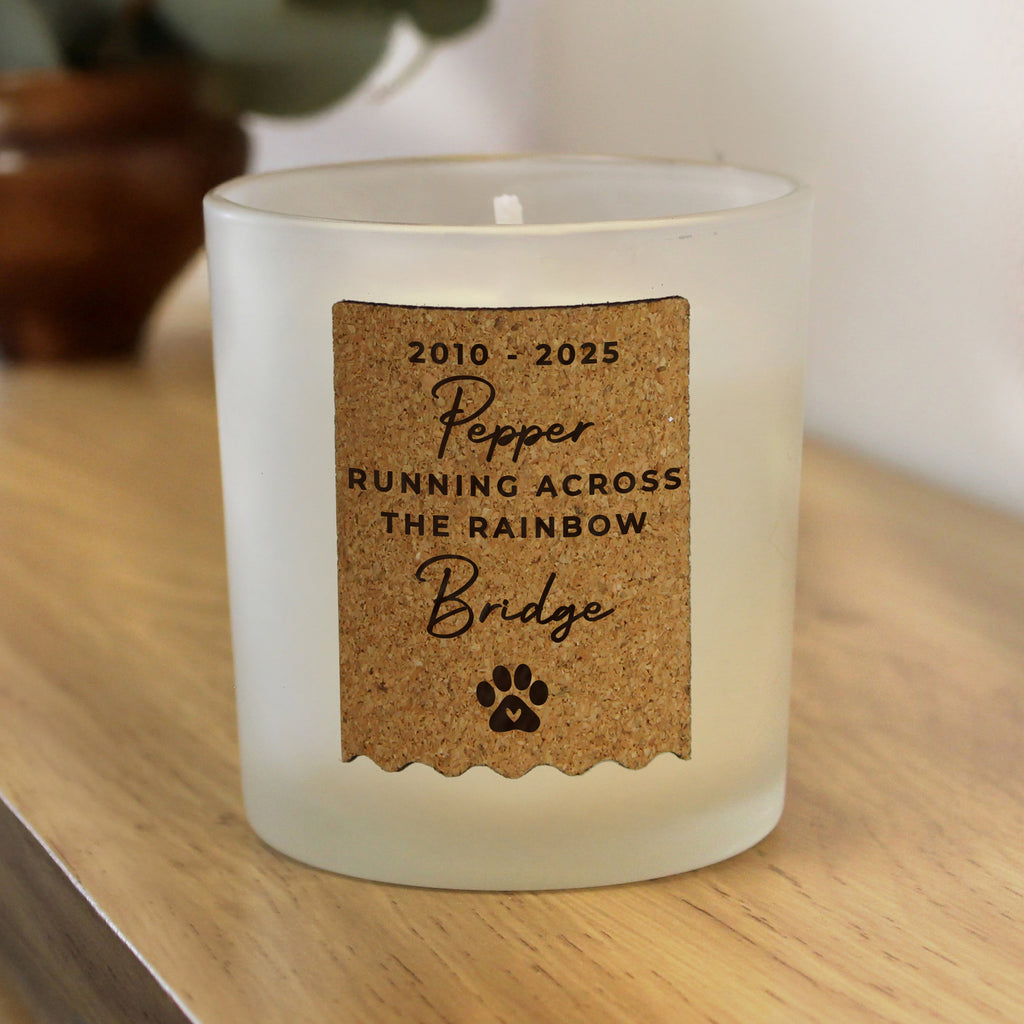 2010 - 2025
Pepper
RUNNING ACROSS
THE RAINBOW
Bridge